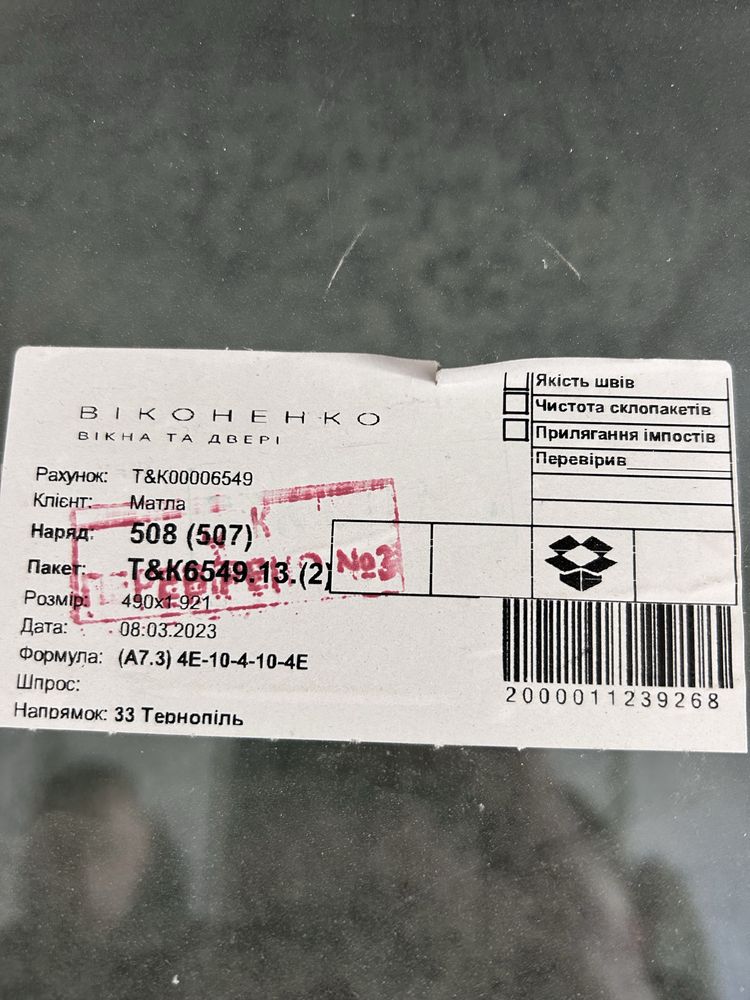 ВІКОНЕНКО
ВІКНА ТА ДВЕРІ
Рахунок: T&K00006549
Клієнт: Матла
Наряд: 508 (507)
Пакет: T&K6549.13.(2)
Розмір: 490x1 921
Дата: 08.03.2023
Формула: (A7.3) 4E-10-4-10-4E
Шпрос:
Напрямок: 33 Тернопіль
Якість швів
Чистота склопакетів
Прилягання імпостів
Перевірив
К
№3
2000011239268